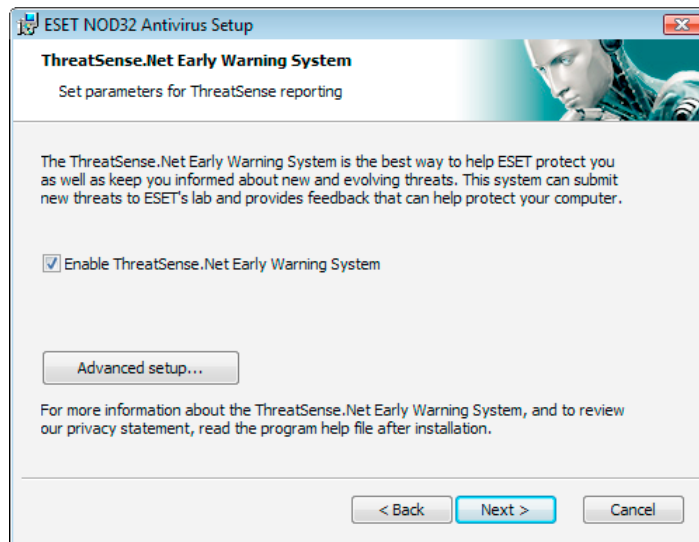 ESET NOD32 Antivirus Setup
ThreatSense.Net Early Warning System
Set parameters for ThreatSense reporting
The ThreatSense.Net Early Warning System is the best way to help ESET protect you
as well as keep you informed about new and evolving threats. This system can submit
new threats to ESET's lab and provides feedback that can help protect your computer.
Enable ThreatSense.Net Early Warning System
Advanced setup...
For more information about the ThreatSense.Net Early Warning System, and to review
our privacy statement, read the program help file after installation.
< Back Next > Cancel